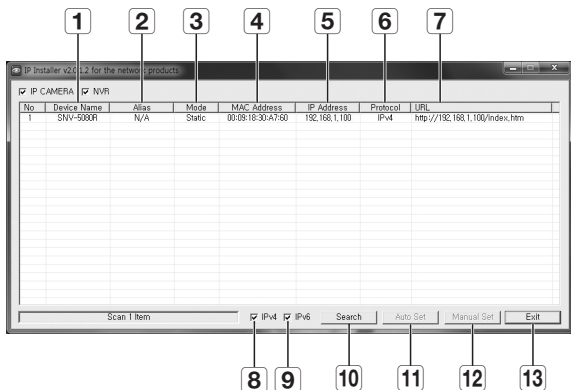 1 2 3 4 5 6 7
IP Installer v2.0.1.2 for the network products
IP CAMERA NVR
No Device Name Alias Mode MAC Address IP Address Protocol URL
1 SNV-5080R N/A Static 00:09:18:30:A7:60 192,168,1,100 IPv4 http://192,168,1,100/index,htm
Scan 1 Item IPv4 IPv6 Search Auto Set Manual Set Exit
8 9 10 11 12 13